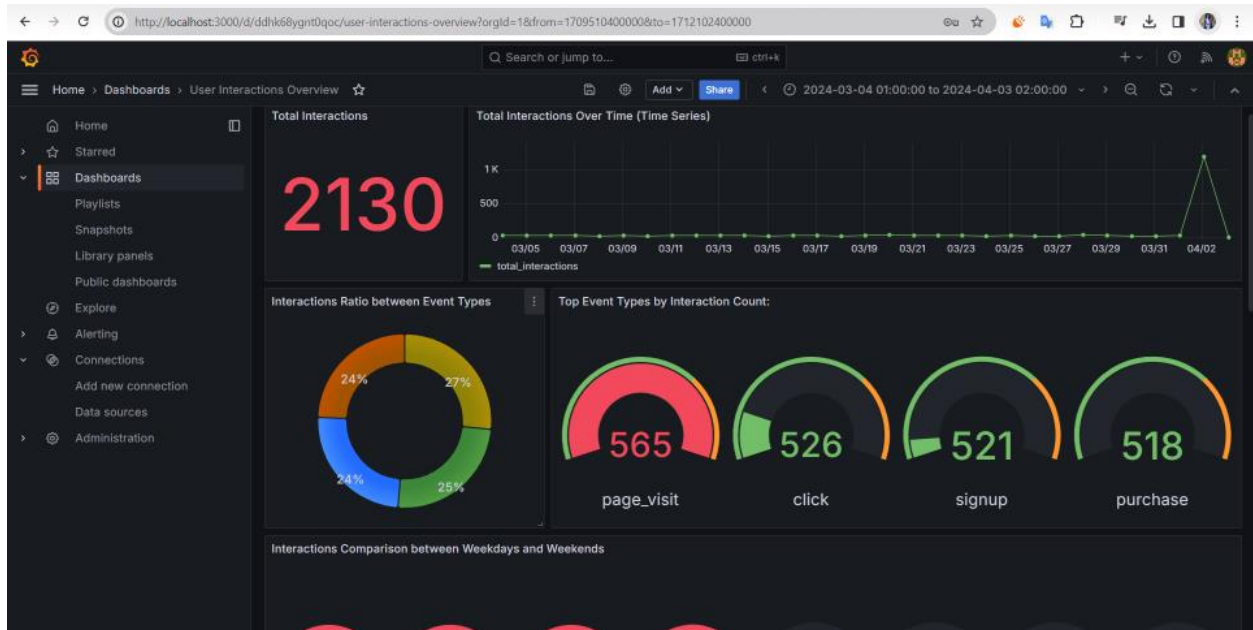 http://localhost:3000/d/ddhk68ygnt0qoc/user-interactions-overview?orgId=1&from=1709510400000&to=1712102400000
Search or jump to...
ctrl+k
Home > Dashboards > User Interactions Overview
Add
Share
2024-03-04 01:00:00 to 2024-04-03 02:00:00
Home
Starred
Dashboards
Playlists
Snapshots
Library panels
Public dashboards
Explore
Alerting
Connections
Add new connection
Data sources
Administration
Total Interactions
2130
Total Interactions Over Time (Time Series)
1 K
500
0
03/05 03/07 03/09 03/11 03/13 03/15 03/17 03/19 03/21 03/23 03/25 03/27 03/29 03/31 04/02
total_interactions
Interactions Ratio between Event Types
24% 27%
24% 25%
Top Event Types by Interaction Count:
565 526 521 518
page_visit click signup purchase
Interactions Comparison between Weekdays and Weekends